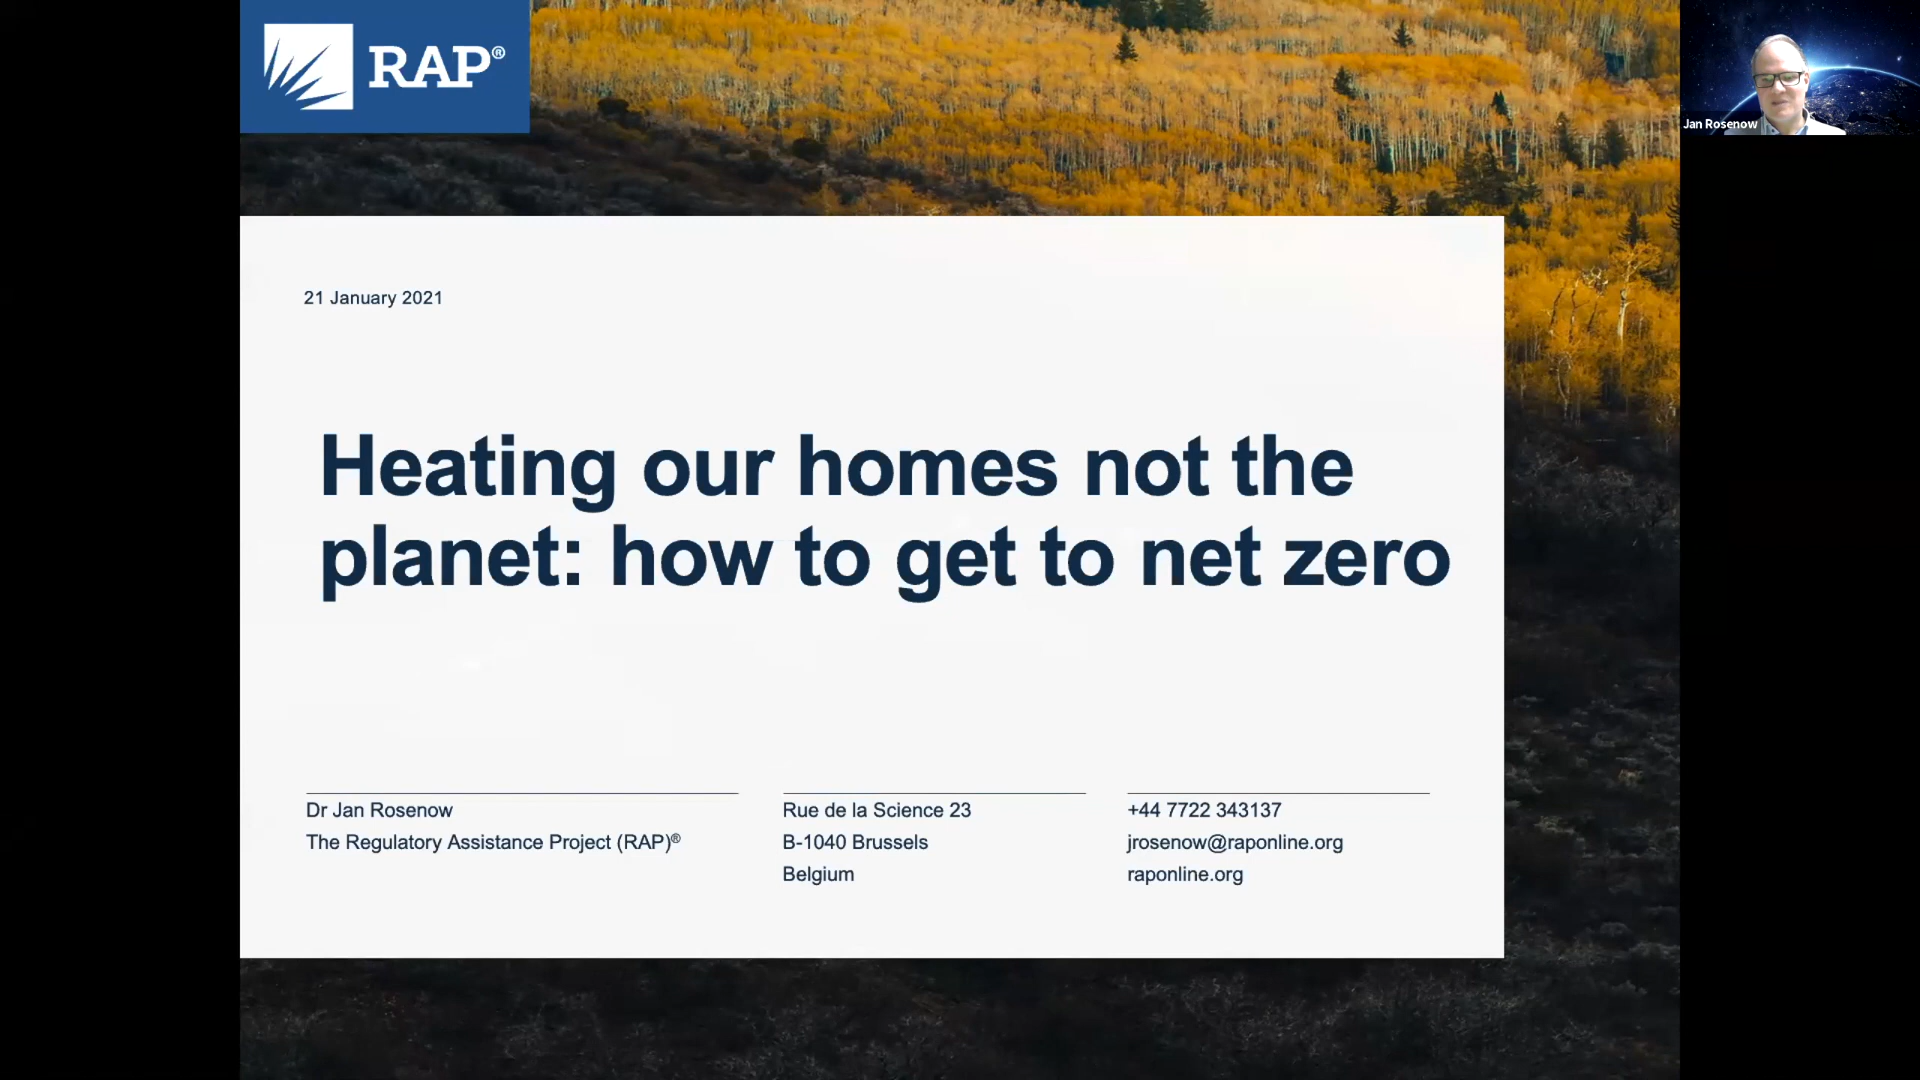 RAP®
Jan Rosenow
21 January 2021
Heating our homes not the
planet: how to get to net zero
Dr Jan Rosenow
The Regulatory Assistance Project (RAP)®
Rue de la Science 23
B-1040 Brussels
Belgium
+44 7722 343137
jrosenow@raponline.org
raponline.org